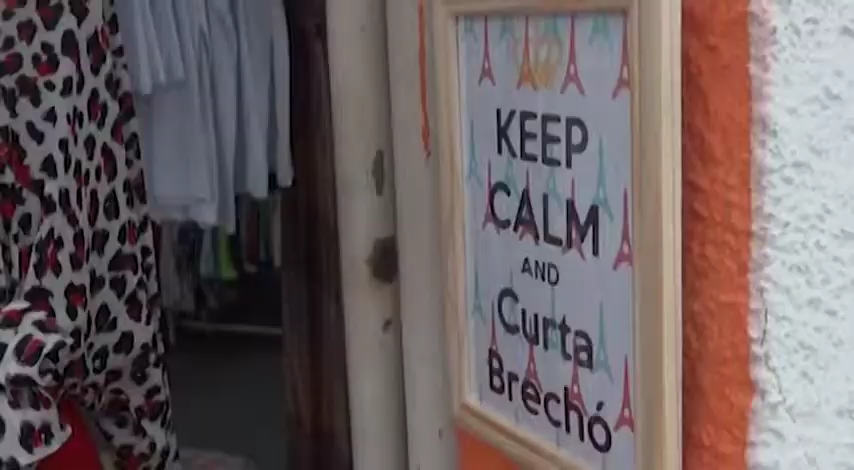 KEEP
CALM
AND
Curta
Brechó